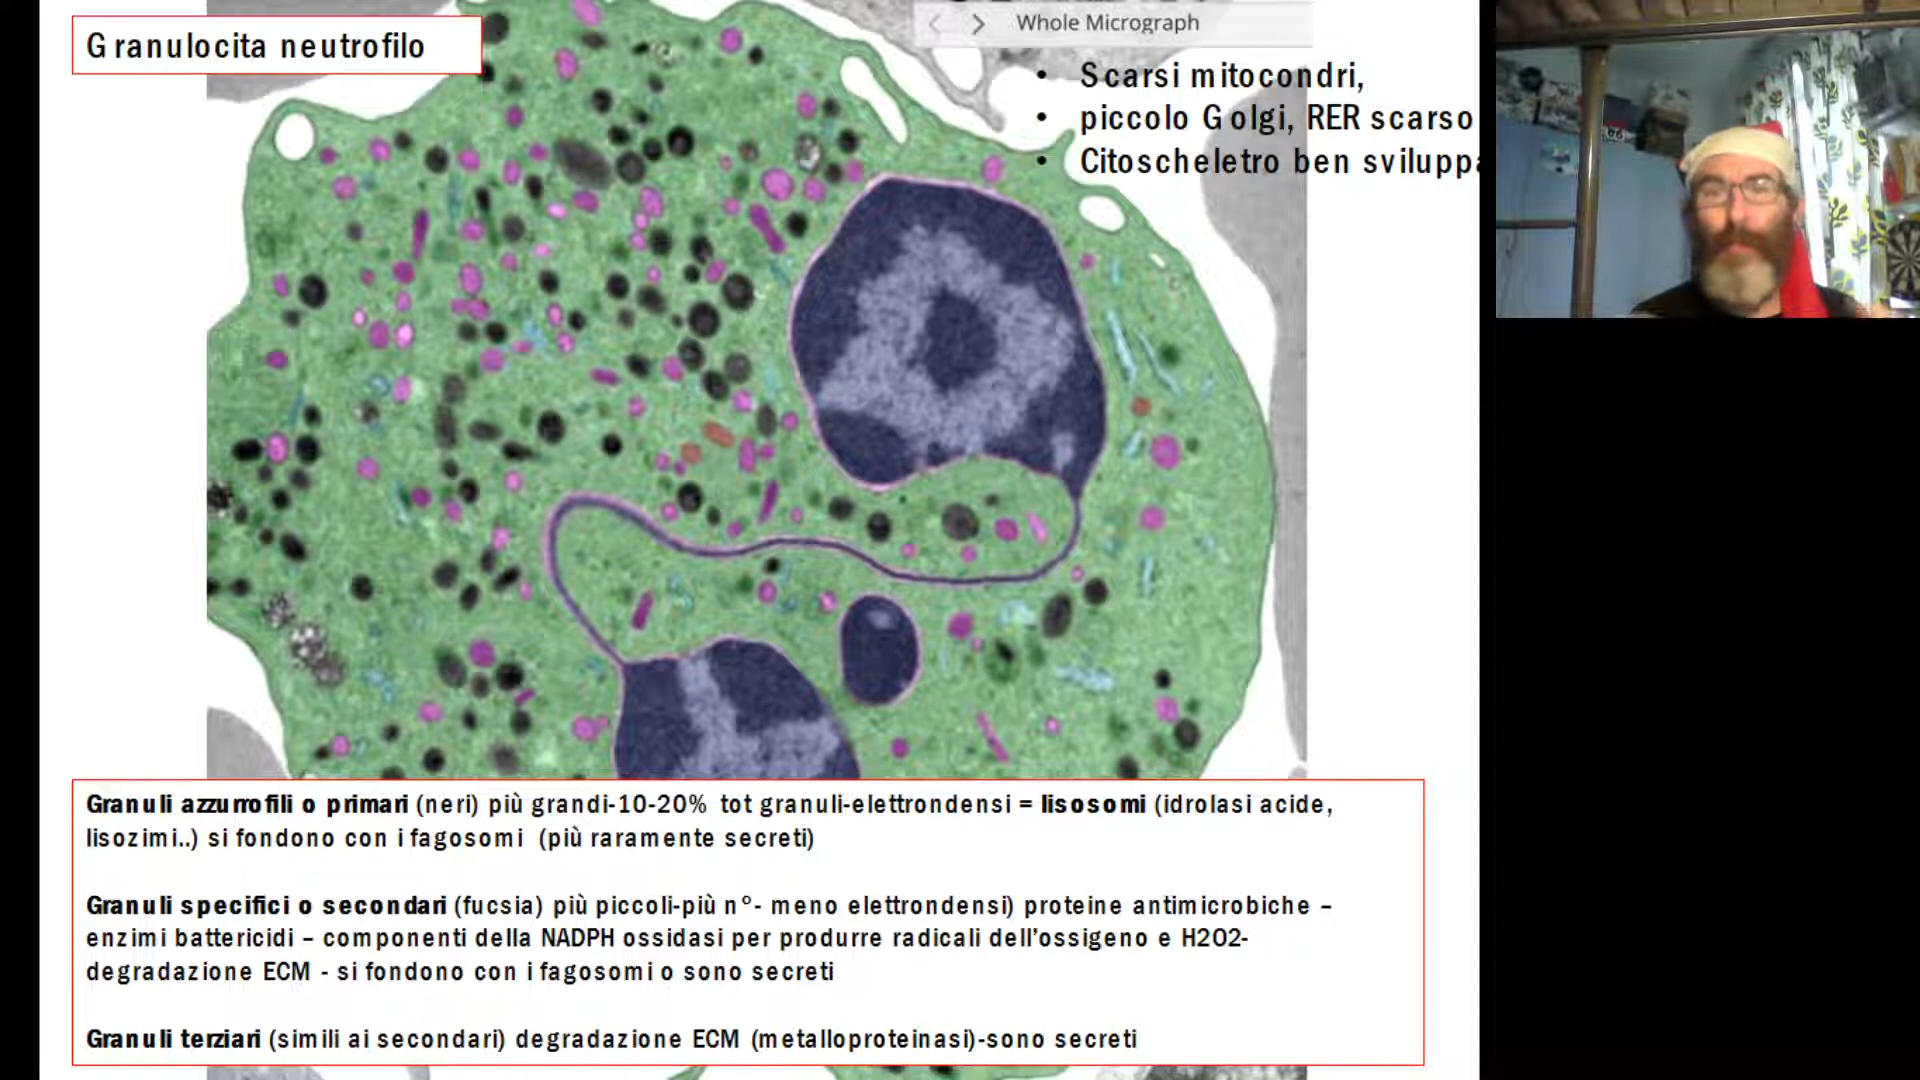 Granulocita neutrofilo
Whole Micrograph
• Scarsi mitocondri,
• piccolo Golgi, RER scarso
• Citoscheletro ben sviluppa
Granuli azzurrofili o primari (neri) più grandi-10-20% tot granuli-elettrondensi = lisosomi (idrolasi acide,
lisozimi..) si fondono con i fagosomi (più raramente secreti)
Granuli specifici o secondari (fucsia) più piccoli-più n°- meno elettrondensi) proteine antimicrobiche –
enzimi battericidi – componenti della NADPH ossidasi per produrre radicali dell'ossigeno e H2O2-
degradazione ECM - si fondono con i fagosomi o sono secreti
Granuli terziari (simili ai secondari) degradazione ECM (metalloproteinasi)-sono secreti